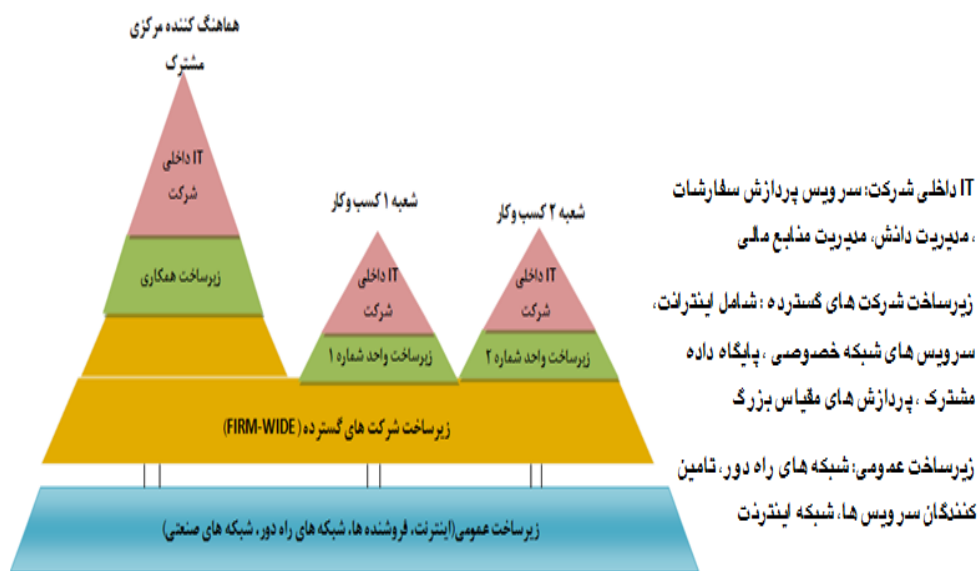 هماهنگ کننده مرکزی
مشترک
IT داخلی
شرکت
زیرساخت همکاری
شعبه ۱ کسب وکار
IT داخلی
شرکت
زیرساخت واحد شماره ۱
شعبه ۲ کسب وکار
IT داخلی
شرکت
زیرساخت واحد شماره ۲
زیرساخت شرکت های گسترده (FIRM-WIDE)
زیرساخت عمومی(اینترنت، فروشنده ها، شبکه های راه دور، شبکه های صنعتی)
IT داخلی شرکت: سرویس پردازش سفارشات
، مدیریت دانش، مدیریت منابع مالی
زیرساخت شرکت های گسترده : شامل اینترانت،
سرویس های شبکه خصوصی ، پایگاه داده
مشترک ، پردازش های مقیاس بزرگ
زیرساخت عمومی: شبکه های راه دور، تامین
کنندگان سرویس ها، شبکه اینترنت